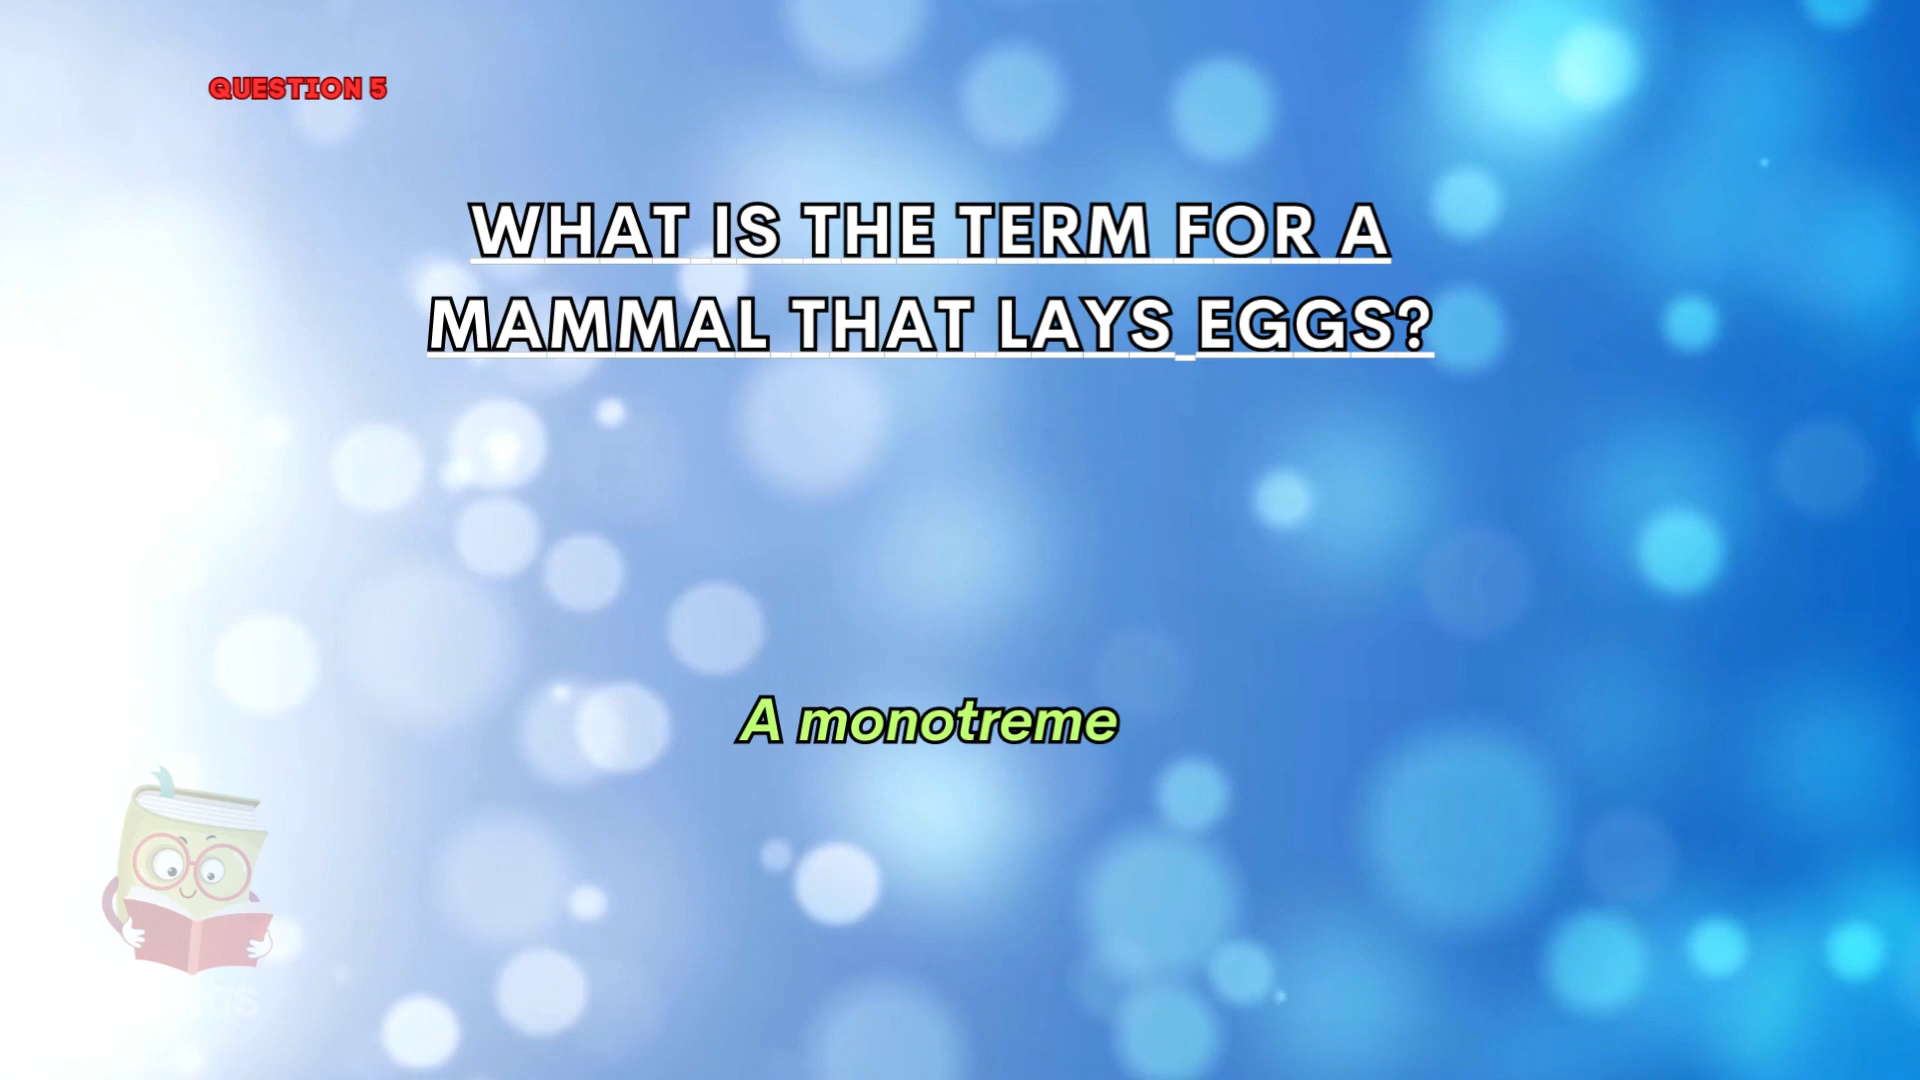 QUESTION 5
WHAT IS THE TERM FOR A
MAMMAL THAT LAYS EGGS?
A monotreme